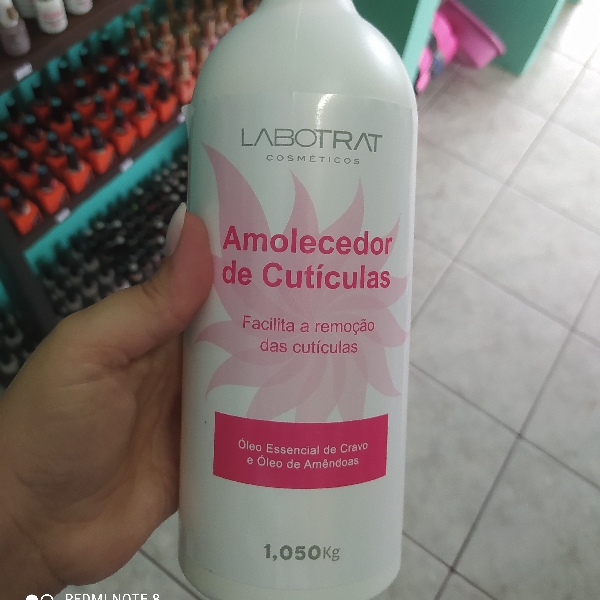 LABOTRAT
COSMÉTICOS
Amolecedor
de Cutículas
Facilita a remoção
das cutículas
Óleo Essencial de Cravo
e Óleo de Amêndoas
1,050Kg
REDMI NOTE 8